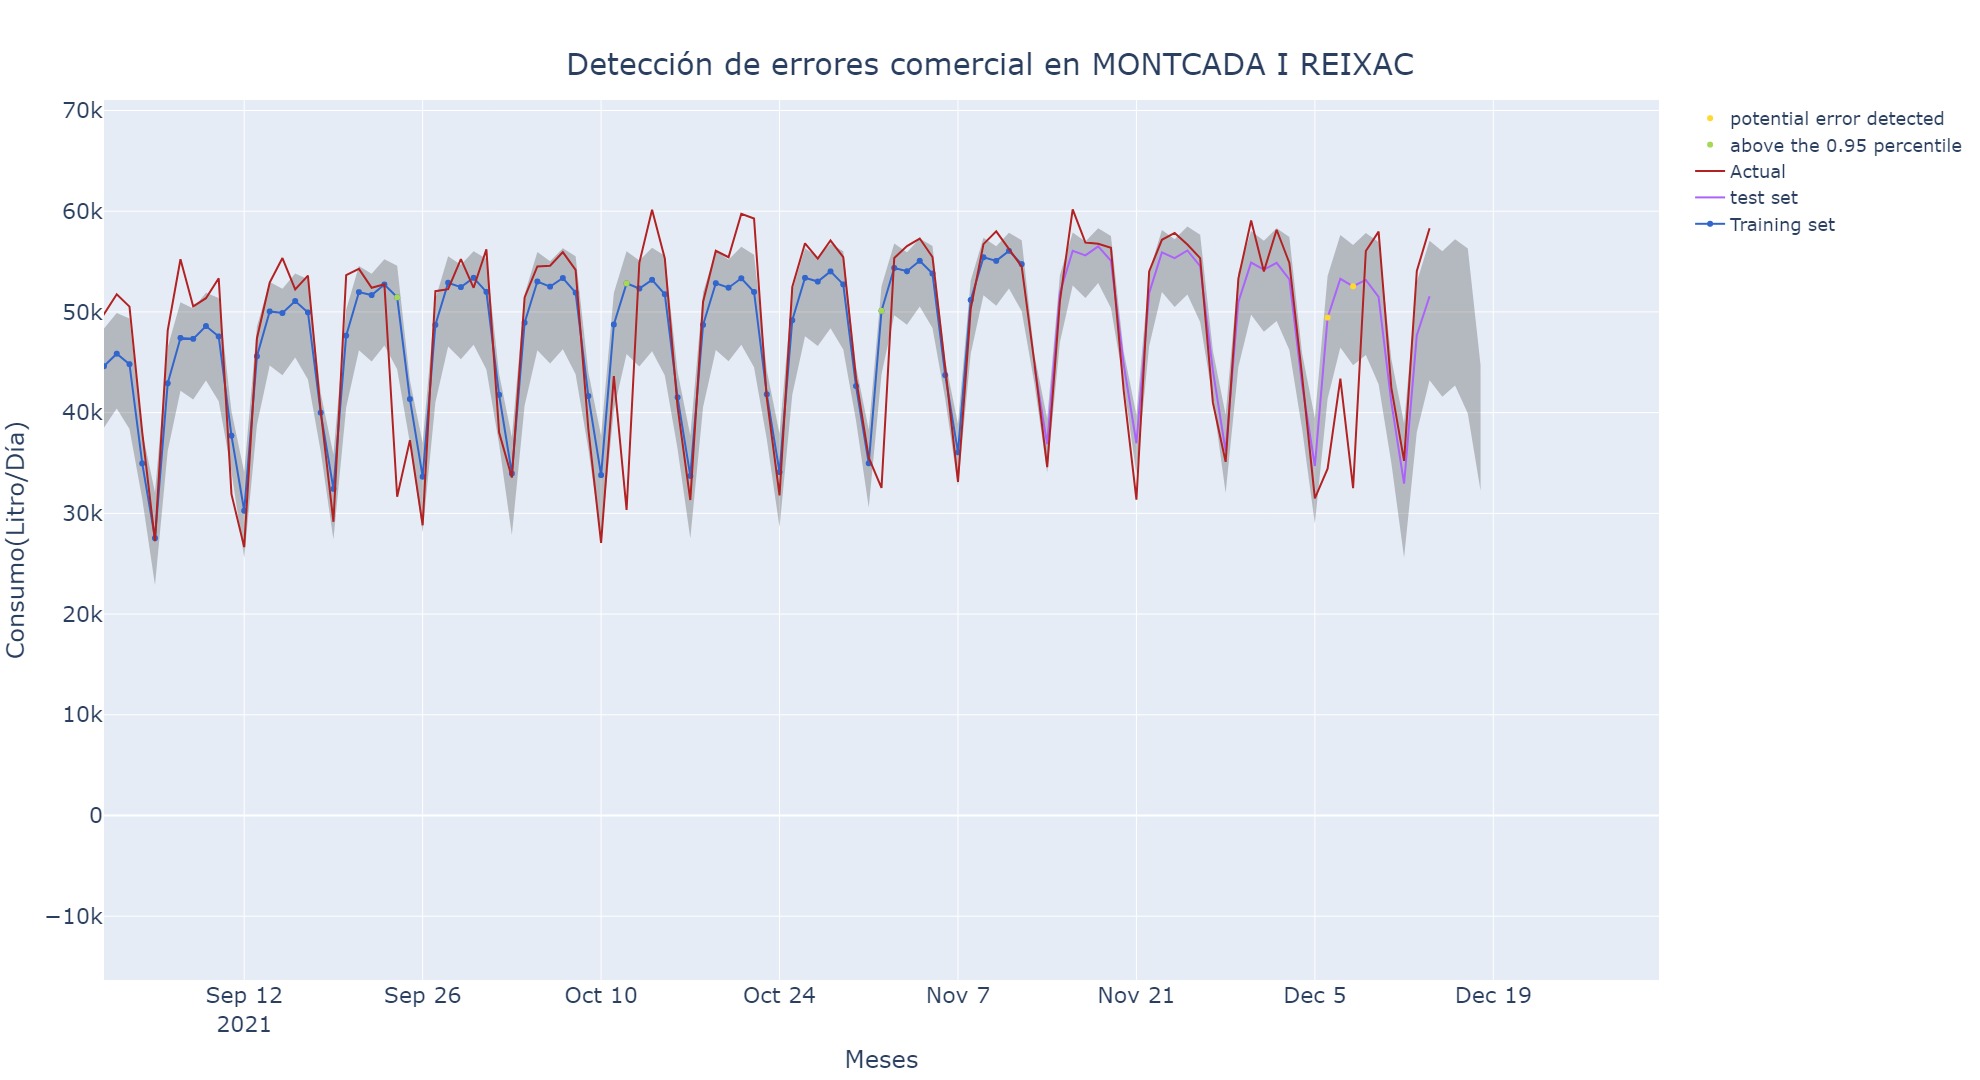 Detección de errores comercial en MONTCADA I REIXAC
70k
60k
50k
40k
30k
20k
10k
0
−10k
Consumo(Litro/Día)
Sep 12
2021
Sep 26
Oct 10
Oct 24
Nov 7
Nov 21
Dec 5
Dec 19
Meses
potential error detected
above the 0.95 percentile
Actual
test set
Training set